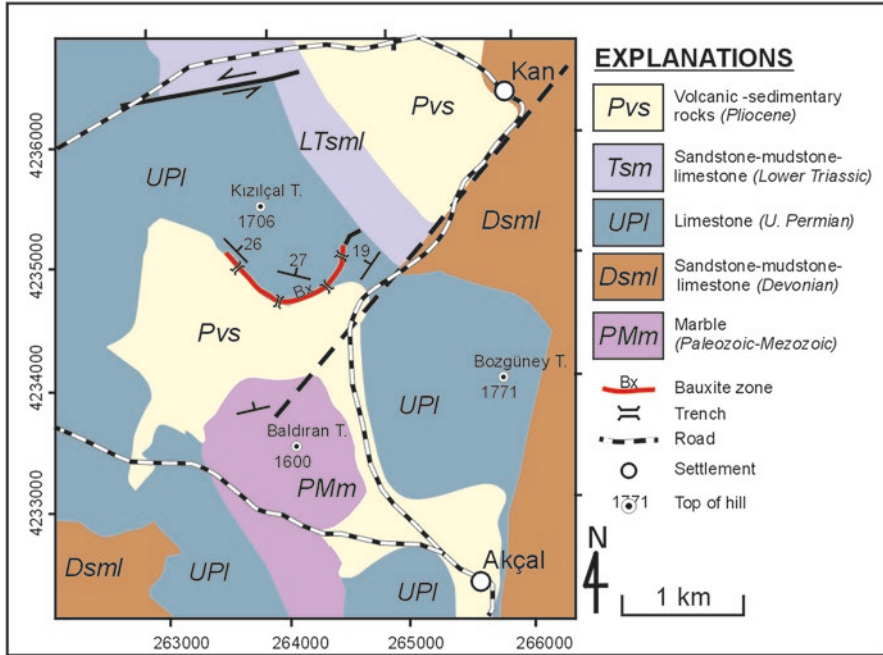 Kan
Pvs
LTsml
UPl
Kızılçal T.
1706
Dsml
26
27
19
Bx
Pvs
Bozgüney T.
1771
UPl
Baldıran T.
1600
PMm
Dsml
UPl
UPl
Akçal
4236000
4235000
4234000
4233000
263000
264000
265000
266000
EXPLANATIONS
Pvs
Volcanic -sedimentary
rocks (Pliocene)
Tsm
Sandstone-mudstone-
limestone (Lower Triassic)
UPl
Limestone (U. Permian)
Dsml
Sandstone-mudstone-
limestone (Devonian)
PMm
Marble
(Paleozoic-Mezozoic)
Bx
Bauxite zone
Trench
Road
Settlement
1771
Top of hill
N
1 km